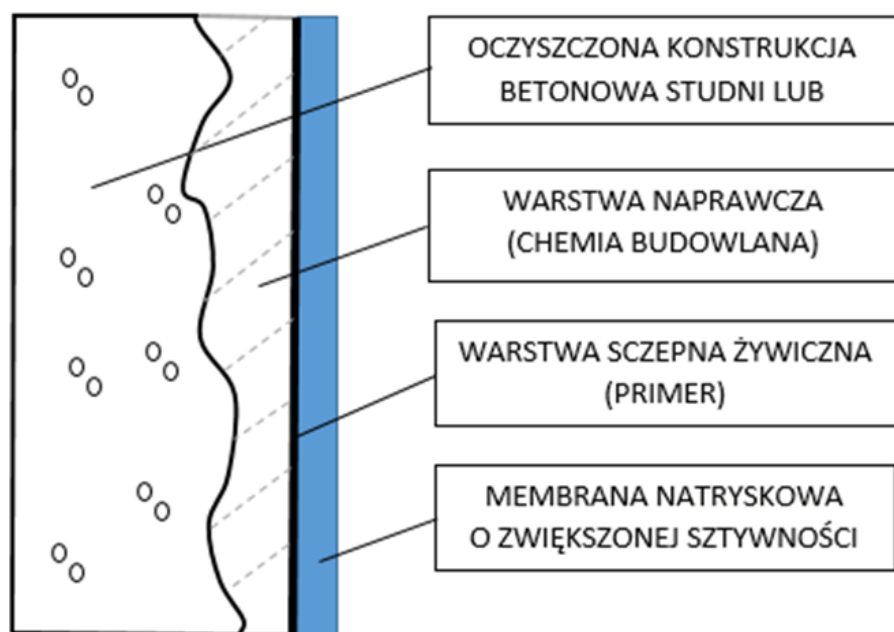 OCZYSZCZONA KONSTRUKCJA
BETONOWA STUDNI LUB
WARSTWA NAPRAWCZA
(CHEMIA BUDOWLANA)
WARSTWA SCZEPNA ŻYWICZNA
(PRIMER)
MEMBRANA NATRYSKOWA
O ZWIĘKSZONEJ SZTYWNOŚCI